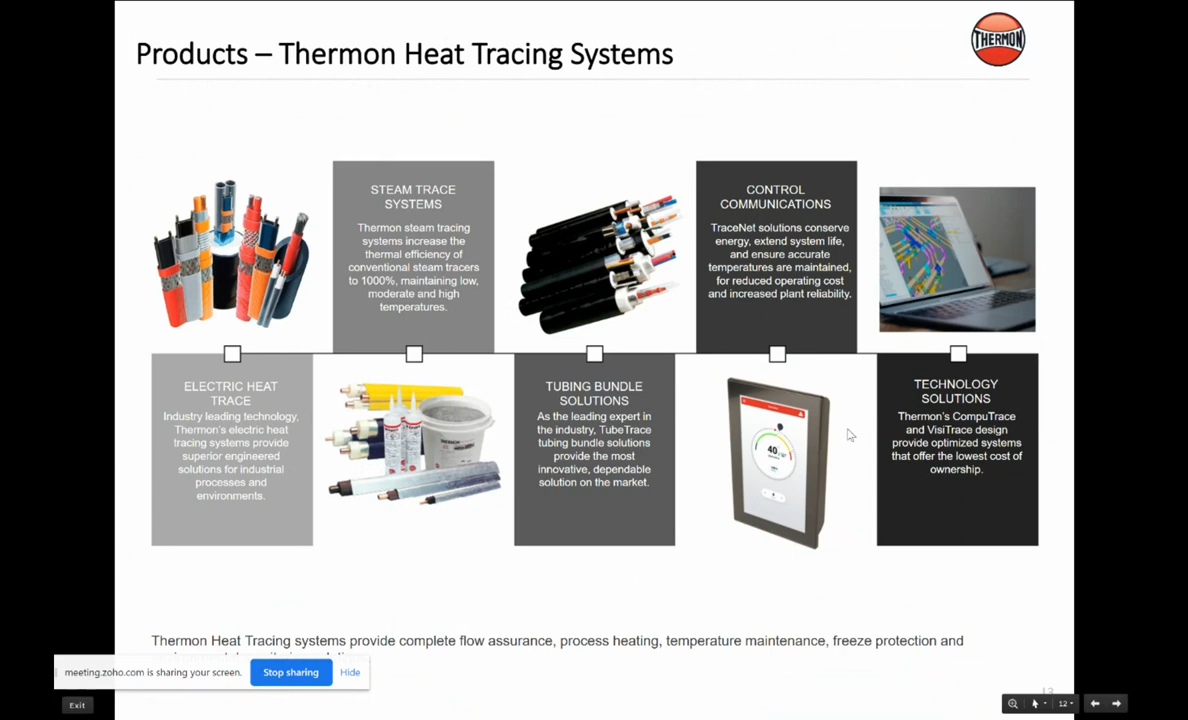 Products – Thermon Heat Tracing Systems
THERMON
STEAM TRACE
SYSTEMS
Thermon steam tracing
systems increase the
thermal efficiency of
conventional steam tracers
to 1000%, maintaining low,
moderate and high
temperatures.
CONTROL
COMMUNICATIONS
TraceNet solutions conserve
energy, extend system life,
and ensure accurate
temperatures are maintained,
for reduced operating cost
and increased plant reliability.
ELECTRIC HEAT
TRACE
Industry leading technology,
Thermon's electric heat
tracing systems provide
superior engineered
solutions for industrial
processes and
environments.
TUBING BUNDLE
SOLUTIONS
As the leading expert in
the industry, TubeTrace
tubing bundle solutions
provide the most
innovative, dependable
solution on the market.
40
TECHNOLOGY
SOLUTIONS
Thermon's CompuTrace
and VisiTrace design
provide optimized systems
that offer the lowest cost of
ownership.
Thermon Heat Tracing systems provide complete flow assurance, process heating, temperature maintenance, freeze protection and
meeting.zoho.com is sharing your screen.
Stop sharing
Hide
13
Exit
12